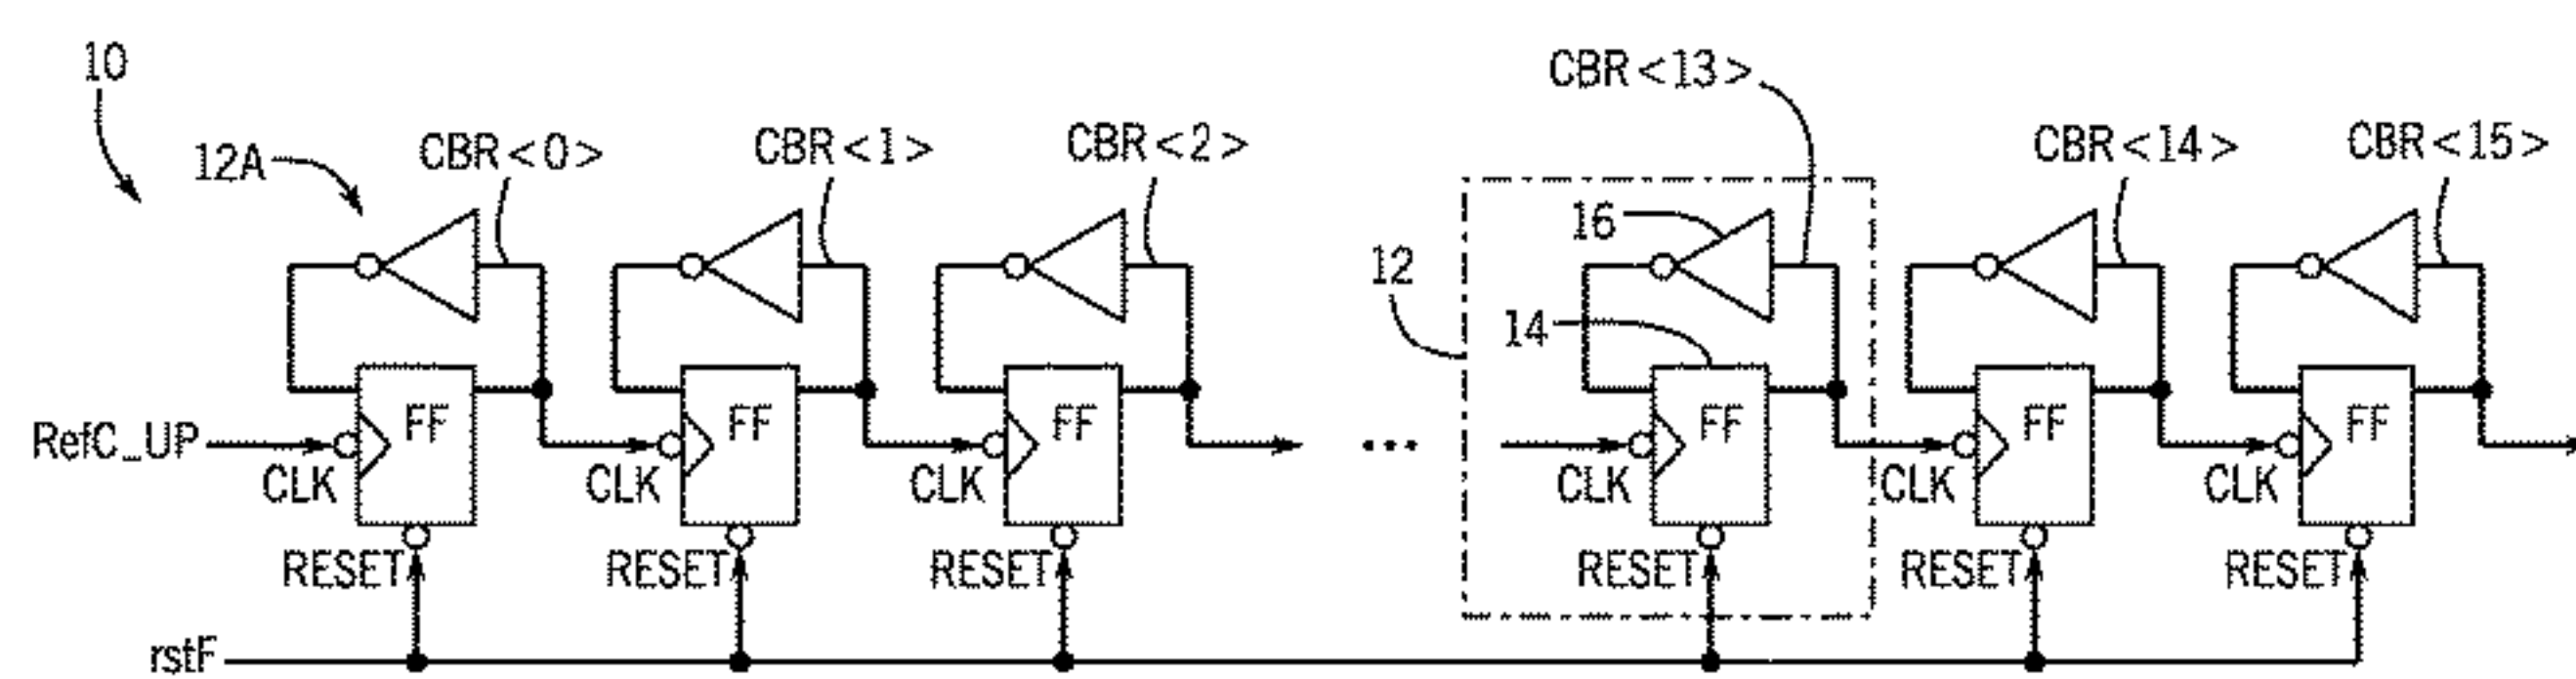 10
12A
CBR<0>
CBR<1>
CBR<2>
CBR<13>
CBR<14>
CBR<15>
12
16
14
FF
FF
FF
FF
FF
FF
RefC_UP
CLK
CLK
CLK
...
CLK
CLK
CLK
RESET
RESET
RESET
RESET
RESET
RESET
rstF